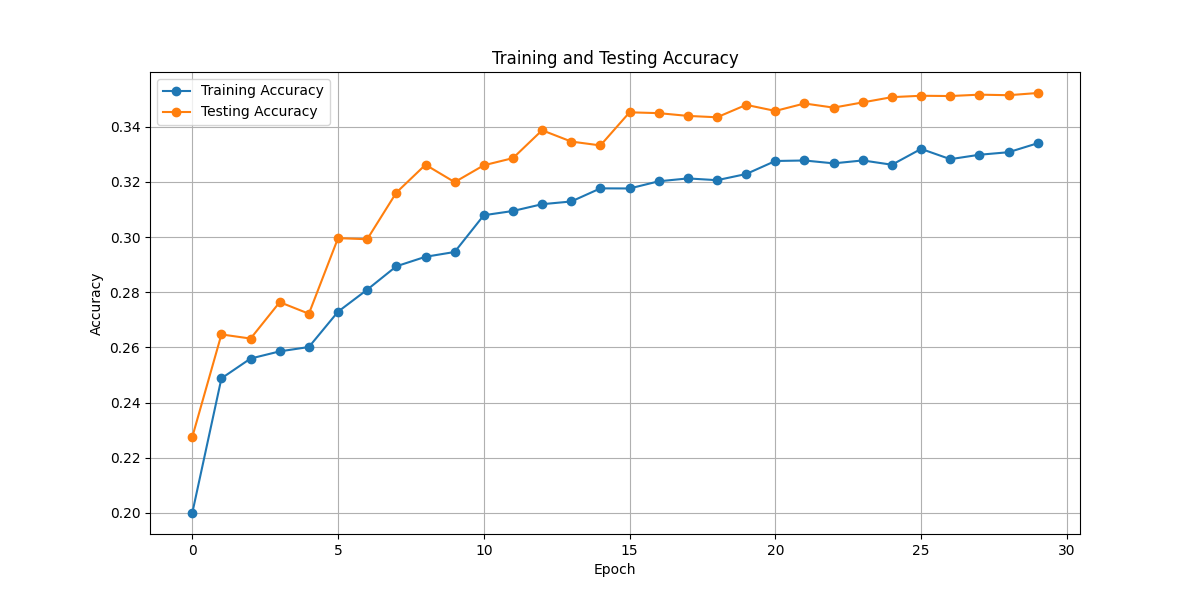 Training and Testing Accuracy
Training Accuracy
Testing Accuracy
Accuracy
0.34
0.32
0.30
0.28
0.26
0.24
0.22
0.20
0 5 10 15 20 25 30
Epoch